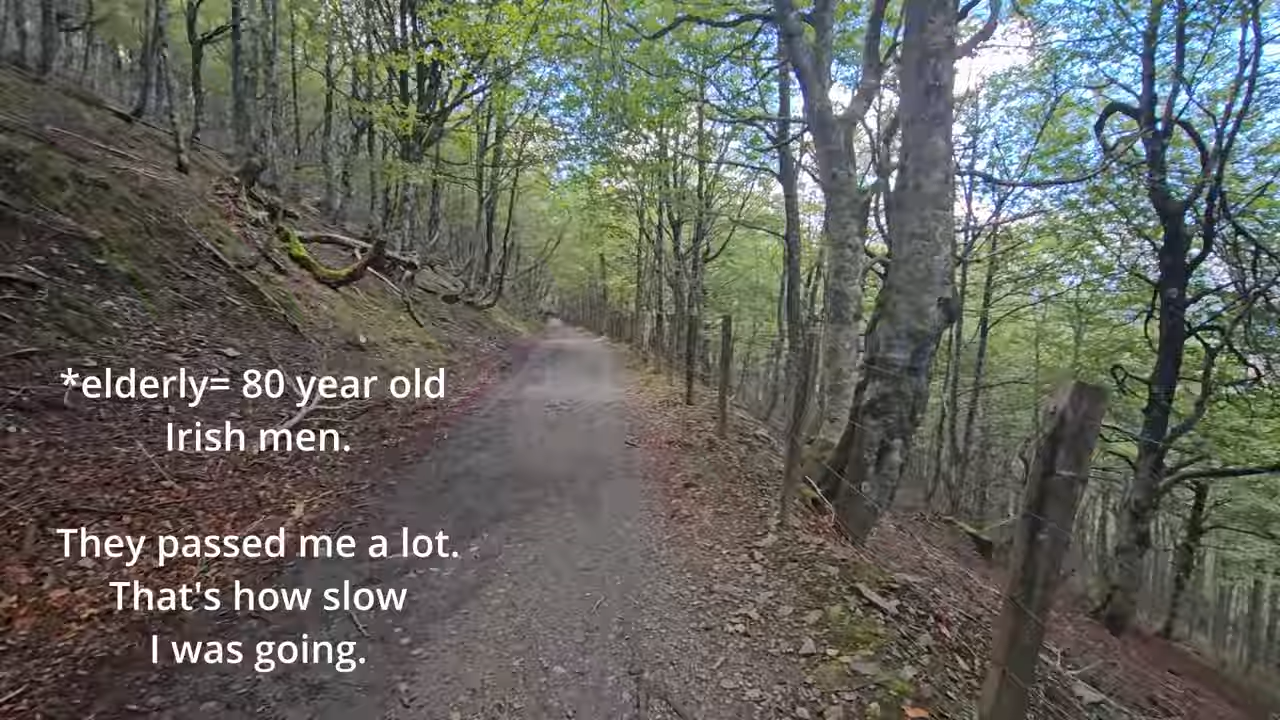 *elderly= 80 year old
Irish men.
They passed me a lot.
That's how slow
I was going.